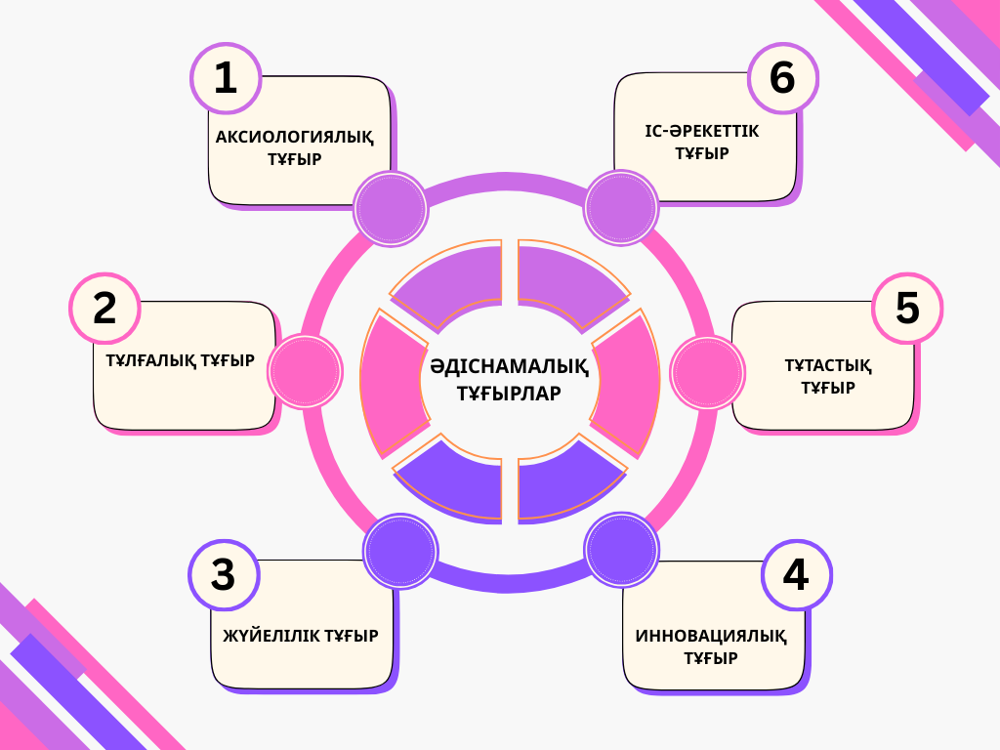 1
АКСИОЛОГИЯЛЫҚ
ТҰҒЫР
6
ІС-ӘРЕКЕТТІК
ТҰҒЫР
2
ТҰЛҒАЛЫҚ ТҰҒЫР
ӘДІСНАМАЛЫҚ
ТҰҒЫРЛАР
5
ТҰТАСТЫҚ
ТҰҒЫР
3
ЖҮЙЕЛІЛІК ТҰҒЫР
4
ИННОВАЦИЯЛЫҚ
ТҰҒЫР